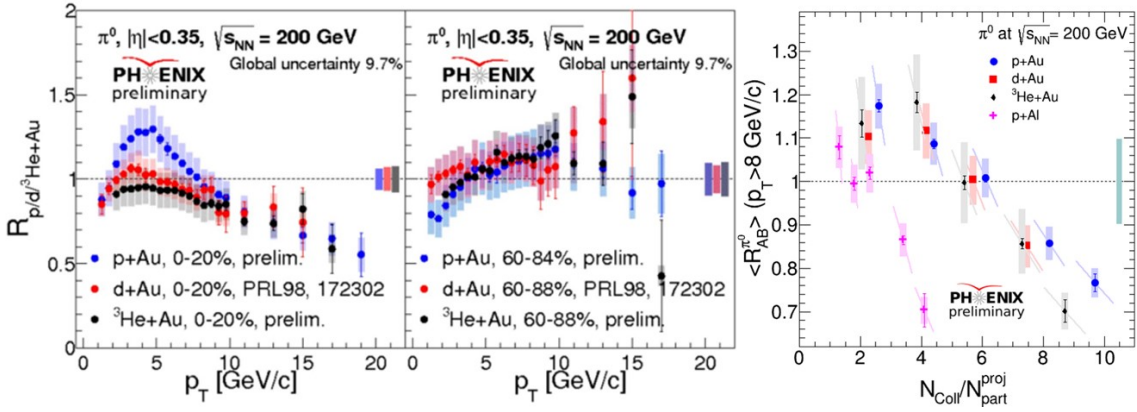 R_p/d/³He+Au
2
1.5
1
0.5
0
π⁰, |η|<0.35, √s_NN = 200 GeV
Global uncertainty 9.7%
PHENIX
preliminary
p+Au, 0-20%, prelim.
d+Au, 0-20%, PRL98, 172302
³He+Au, 0-20%, prelim.
0 5 10 15 20
p_T [GeV/c]
π⁰, |η|<0.35, √s_NN = 200 GeV
Global uncertainty 9.7%
PHENIX
preliminary
p+Au, 60-84%, prelim.
d+Au, 60-88%, PRL98, 172302
³He+Au, 60-88%, prelim.
0 5 10 15 20
p_T [GeV/c]
<R_AB^π⁰> (p_T>8 GeV/c)
1.3
1.2
1.1
1
0.9
0.8
0.7
π⁰ at √s_NN = 200 GeV
p+Au
d+Au
³He+Au
p+Al
PHENIX
preliminary
0 2 4 6 8 10
N_Coll/N_part^proj